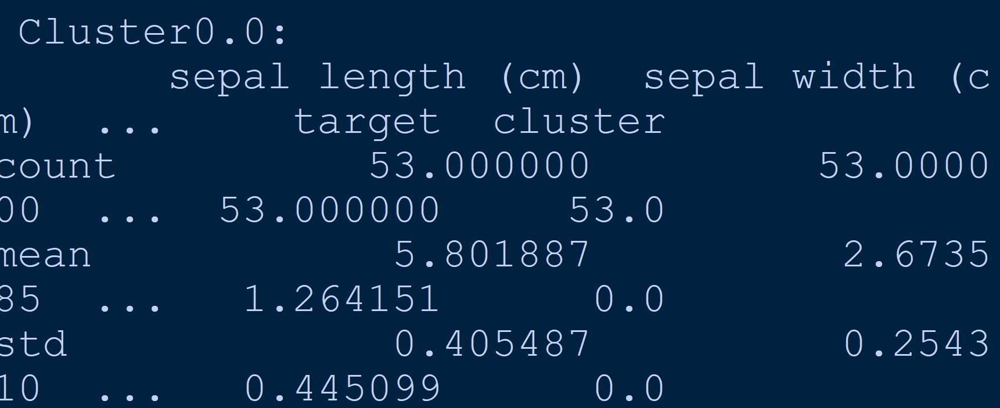 Cluster0.0:
sepal length (cm)  sepal width (c
m)  ...  target  cluster
count  53.000000  53.0000
00  ...  53.000000  53.0
mean  5.801887  2.6735
85  ...  1.264151  0.0
std  0.405487  0.2543
10  ...  0.445099  0.0